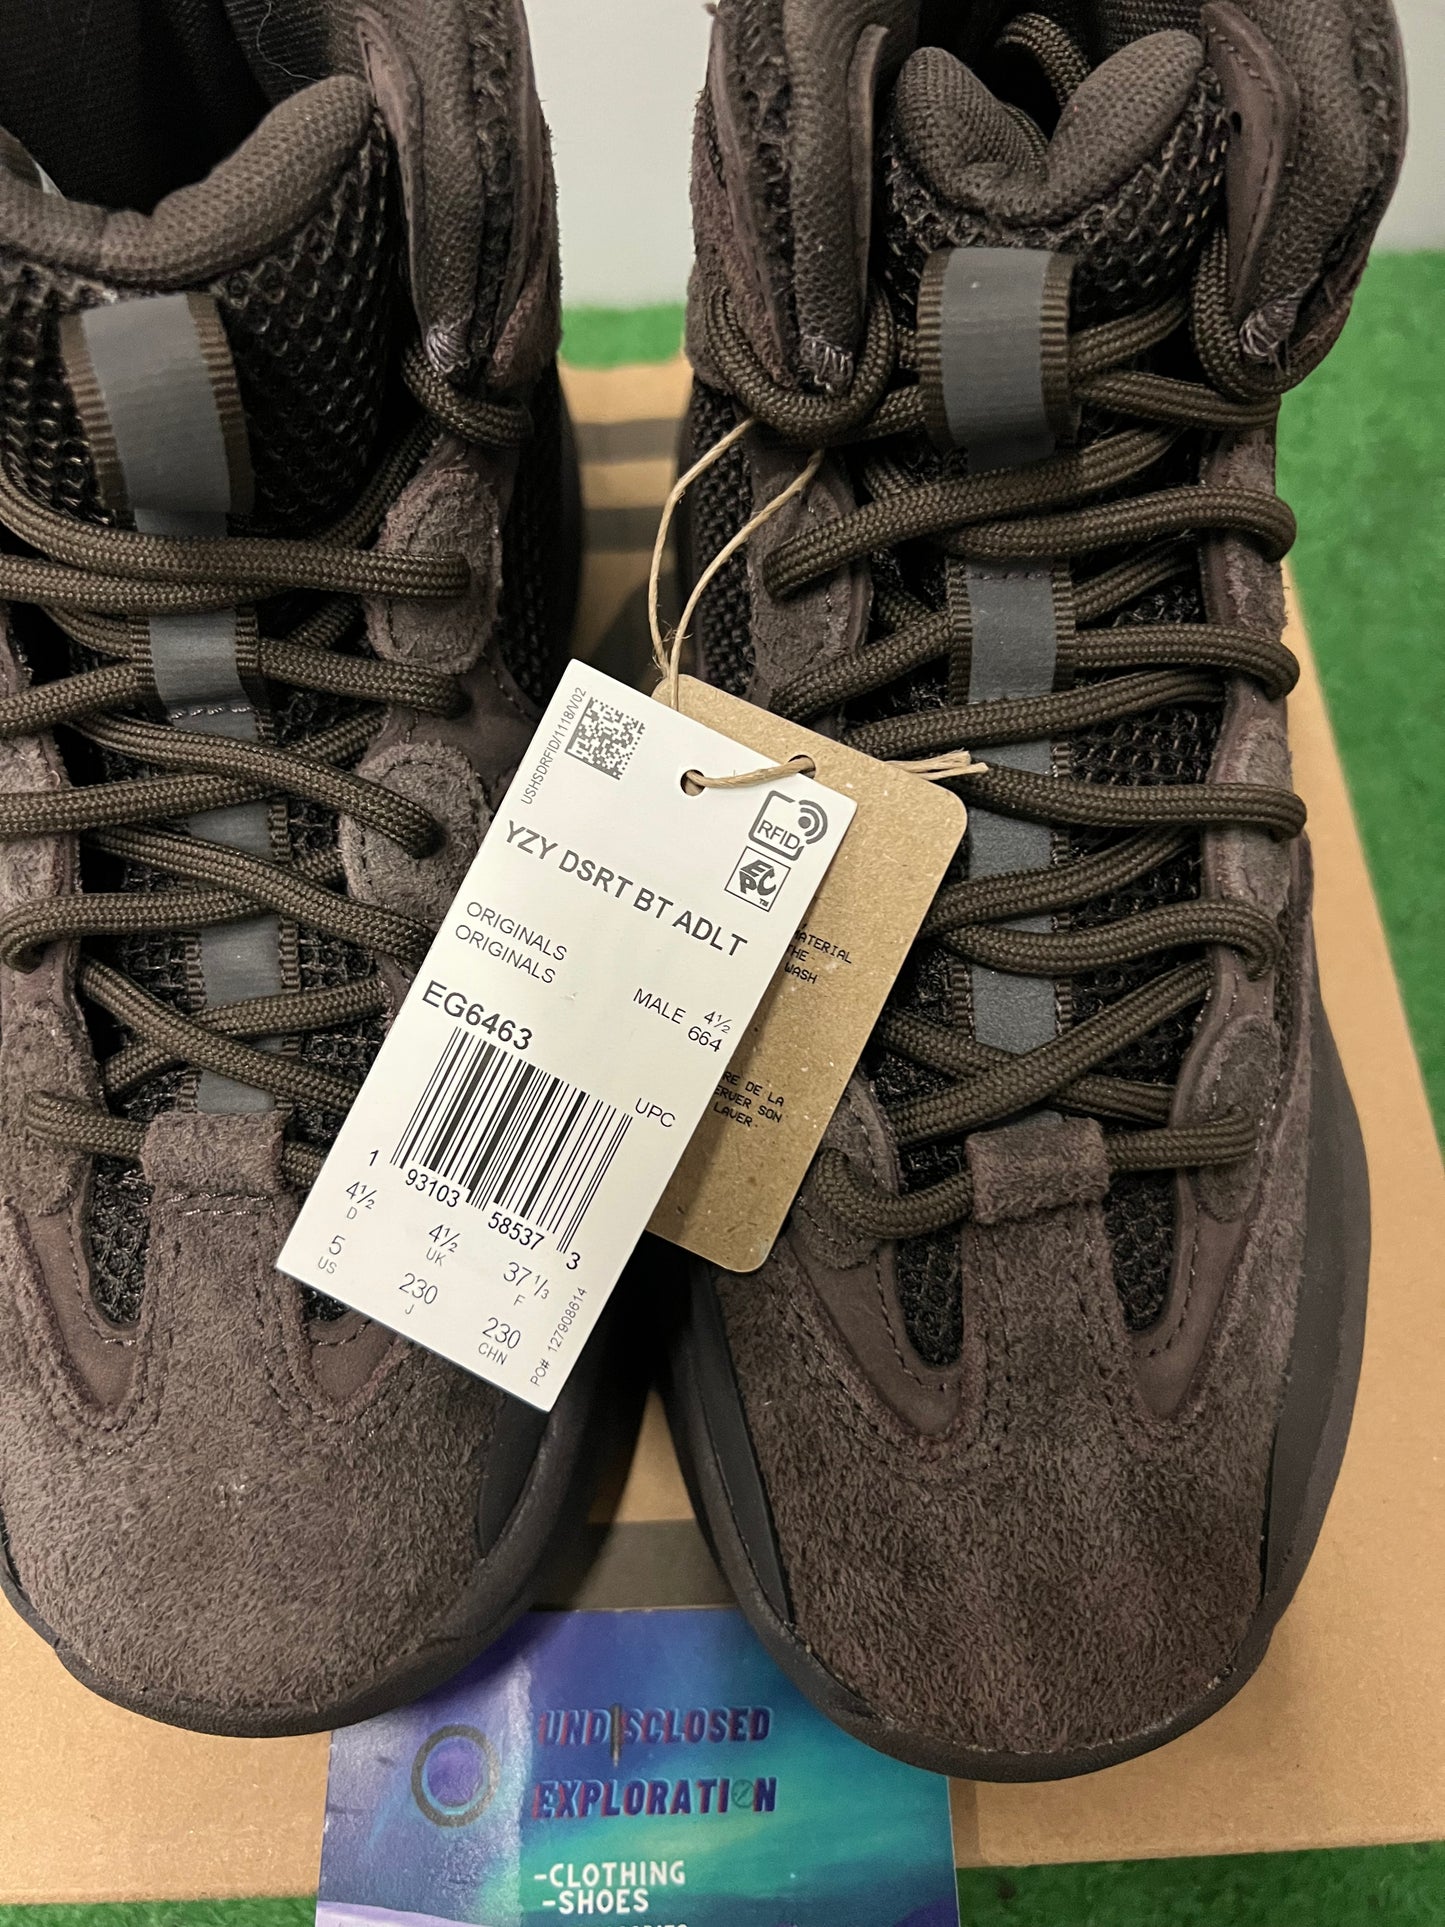 USHSDRFID/1118/V02
RFID
EPC
TM
YZY DSRT BT ADLT
ORIGINALS
ORIGINALS
EG6463
MALE 4½
664
UPC
1 93103 58537 3
4½
D
4½
UK
37 1/3
F
5
US
230
J
230
CHN
PO# 127908614
MATERIAL
THE
WASH
DE LA
SON
LAVER.
UNDISCLOSED
EXPLORATION
-CLOTHING
-SHOES